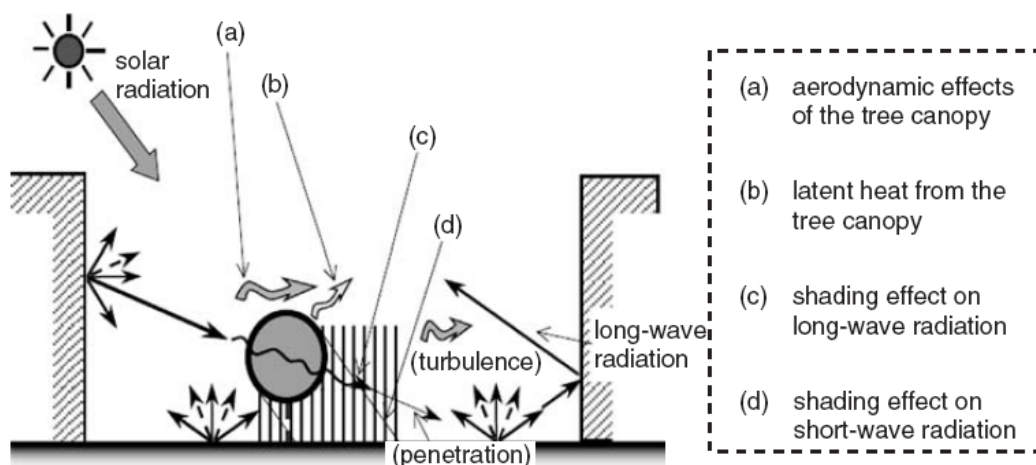 solar
radiation
(a)
(b)
(c)
(d)
(turbulence)
long-wave
radiation
(penetration)
(a) aerodynamic effects
of the tree canopy
(b) latent heat from the
tree canopy
(c) shading effect on
long-wave radiation
(d) shading effect on
short-wave radiation